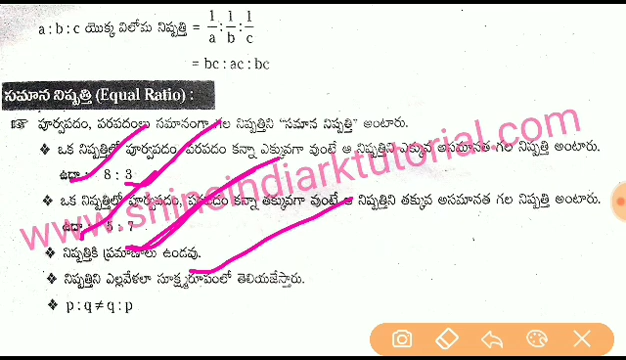 a : b : c యొక్క విలోమ నిష్పత్తి = 1/a : 1/b : 1/c
= bc : ac : bc
సమాన నిష్పత్తి (Equal Ratio) :
☞ పూర్వపదం, పరపదంలు సమానంగా గల నిష్పత్తిని "సమాన నిష్పత్తి" అంటారు.
❖ ఒక నిష్పత్తిలో పూర్వపదం, పరపదం కన్నా ఎక్కువగా వుంటే ఆ నిష్పత్తిని ఎక్కువ అసమానత గల నిష్పత్తి అంటారు.
ఉదా : 8 : 3
❖ ఒక నిష్పత్తిలో పూర్వపదం, పరపదం కన్నా తక్కువగా వుంటే ఆ నిష్పత్తిని తక్కువ అసమానత గల నిష్పత్తి అంటారు.
ఉదా : 5 : 7
❖ నిష్పత్తికి ప్రమాణాలు ఉండవు.
❖ నిష్పత్తిని ఎల్లవేళలా సూక్ష్మరూపంలో తెలియజేస్తారు.
❖ p : q ≠ q : p
www.shineindiarktutorial.com